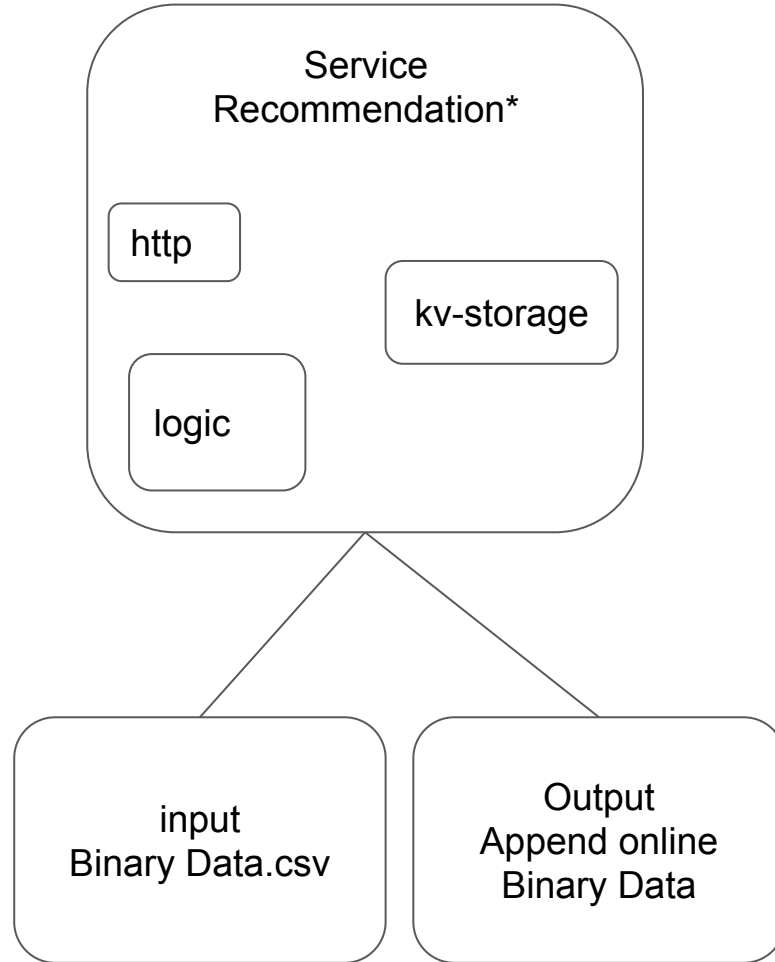 Service
Recommendation*
http
kv-storage
logic
input
Binary Data.csv
Output
Append online
Binary Data